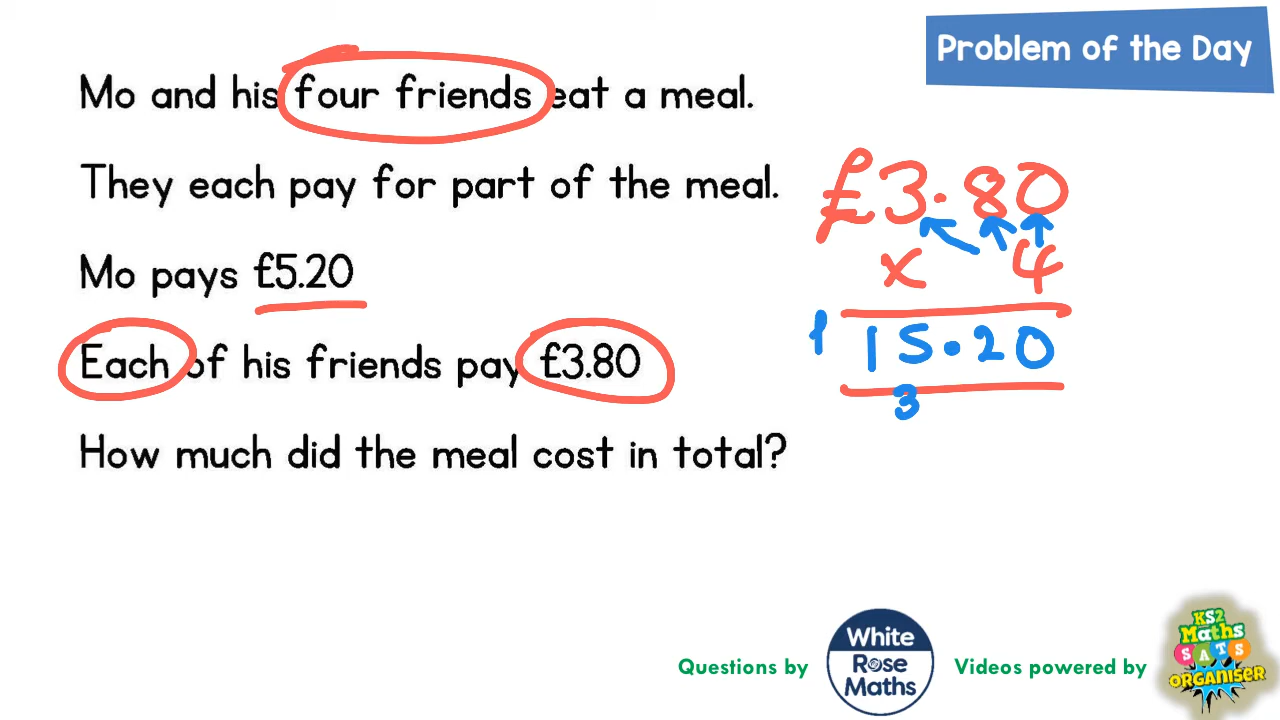 Problem of the Day
Mo and his four friends eat a meal.
They each pay for part of the meal.
Mo pays £5.20
Each of his friends pay £3.80
How much did the meal cost in total?
£3.80
x 4
1 15.20
3
Questions by
White
Rose
Maths
Videos powered by
KS2
Maths
SATS
ORGANISER